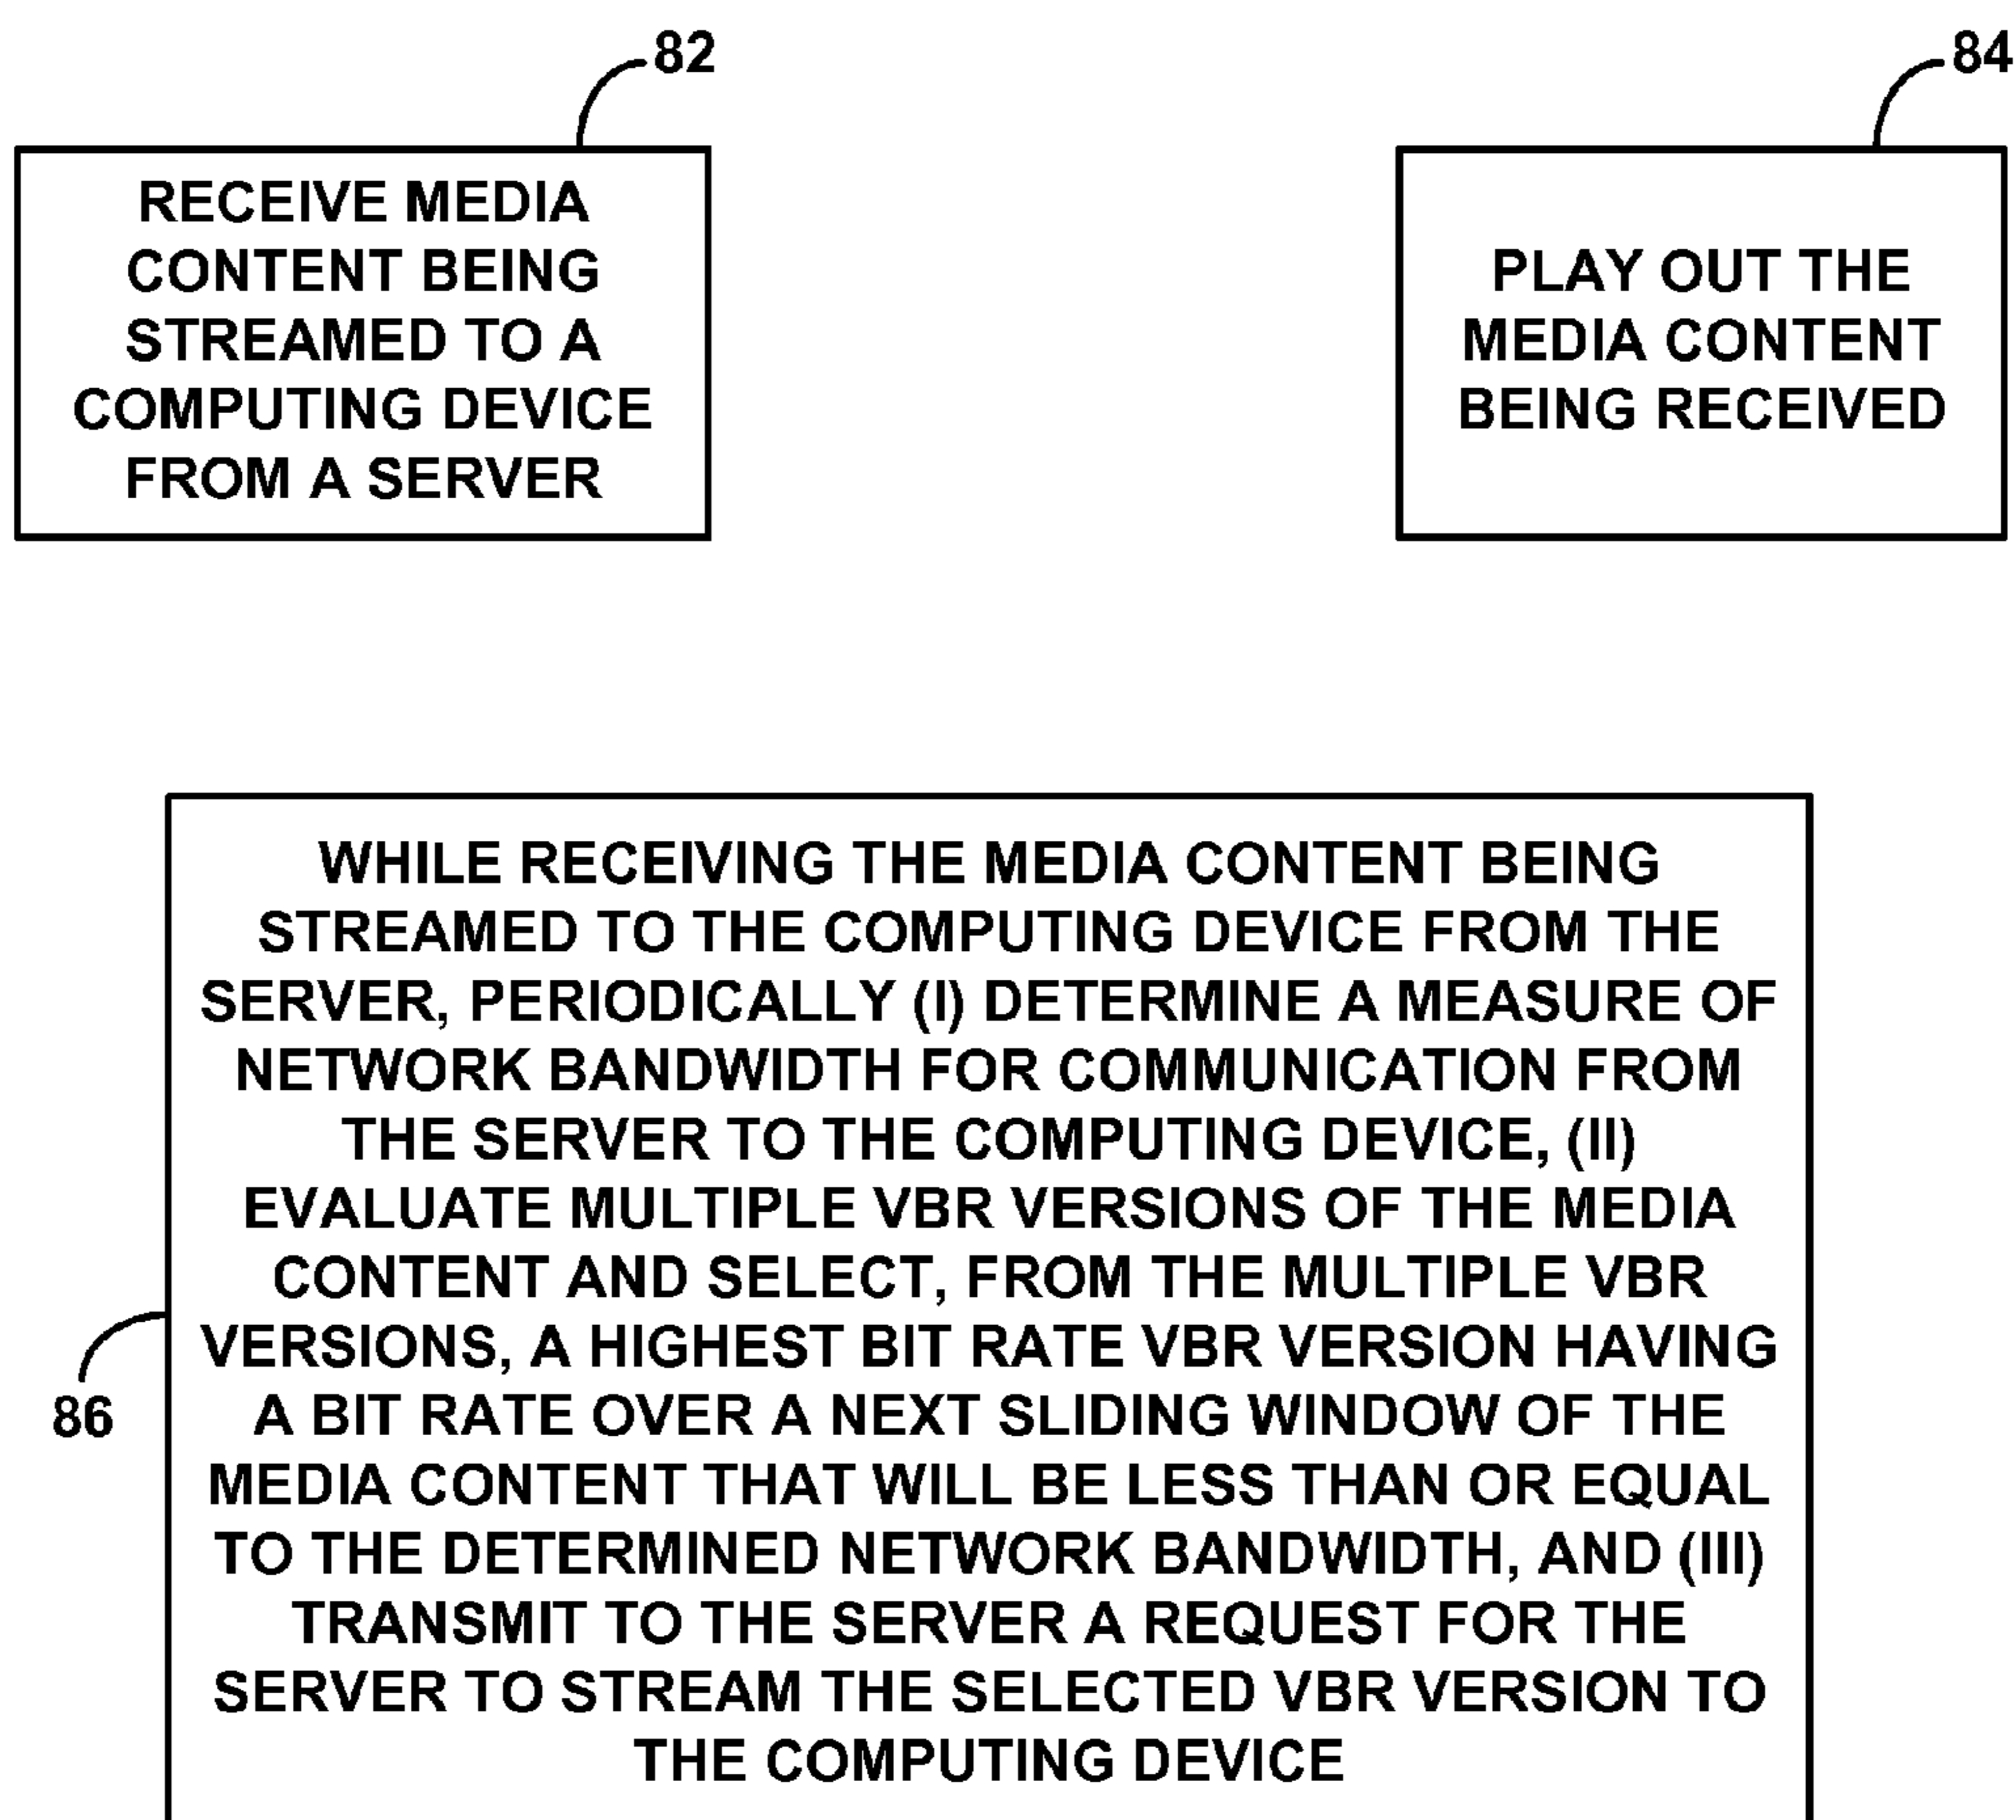 82
RECEIVE MEDIA
CONTENT BEING
STREAMED TO A
COMPUTING DEVICE
FROM A SERVER
84
PLAY OUT THE
MEDIA CONTENT
BEING RECEIVED
WHILE RECEIVING THE MEDIA CONTENT BEING
STREAMED TO THE COMPUTING DEVICE FROM THE
SERVER, PERIODICALLY (I) DETERMINE A MEASURE OF
NETWORK BANDWIDTH FOR COMMUNICATION FROM
THE SERVER TO THE COMPUTING DEVICE, (II)
EVALUATE MULTIPLE VBR VERSIONS OF THE MEDIA
CONTENT AND SELECT, FROM THE MULTIPLE VBR
VERSIONS, A HIGHEST BIT RATE VBR VERSION HAVING
A BIT RATE OVER A NEXT SLIDING WINDOW OF THE
MEDIA CONTENT THAT WILL BE LESS THAN OR EQUAL
TO THE DETERMINED NETWORK BANDWIDTH, AND (III)
TRANSMIT TO THE SERVER A REQUEST FOR THE
SERVER TO STREAM THE SELECTED VBR VERSION TO
THE COMPUTING DEVICE
86